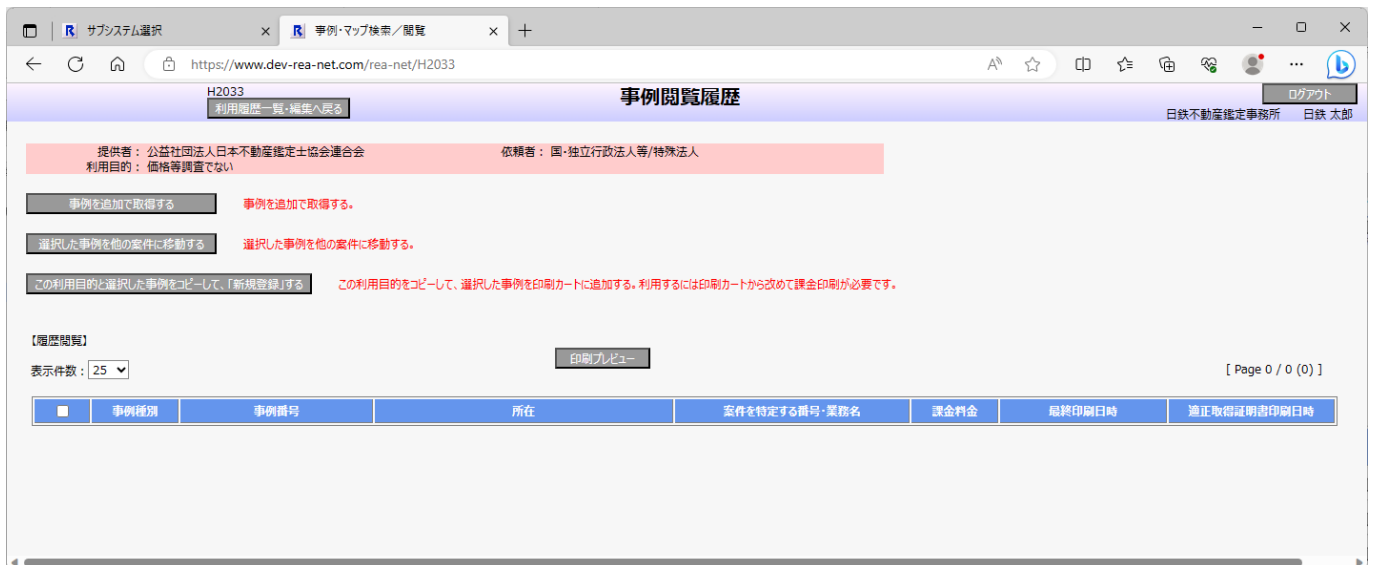 サブシステム選択 事例・マップ検索／閲覧
https://www.dev-rea-net.com/rea-net/H2033
H2033
利用履歴一覧・編集へ戻る
事例閲覧履歴
ログアウト
日鉄不動産鑑定事務所 日鉄 太郎
提供者： 公益社団法人日本不動産鑑定士協会連合会 依頼者： 国・独立行政法人等/特殊法人
利用目的： 価格等調査でない
事例を追加で取得する 事例を追加で取得する。
選択した事例を他の案件に移動する 選択した事例を他の案件に移動する。
この利用目的と選択した事例をコピーして、「新規登録」する この利用目的をコピーして、選択した事例を印刷カートに追加する。利用するには印刷カートから改めて課金印刷が必要です。
【履歴閲覧】
印刷プレビュー
表示件数： 25 [ Page 0 / 0 (0) ]
事例種別 事例番号 所在 案件を特定する番号・業務名 課金料金 最終印刷日時 適正取得証明書印刷日時